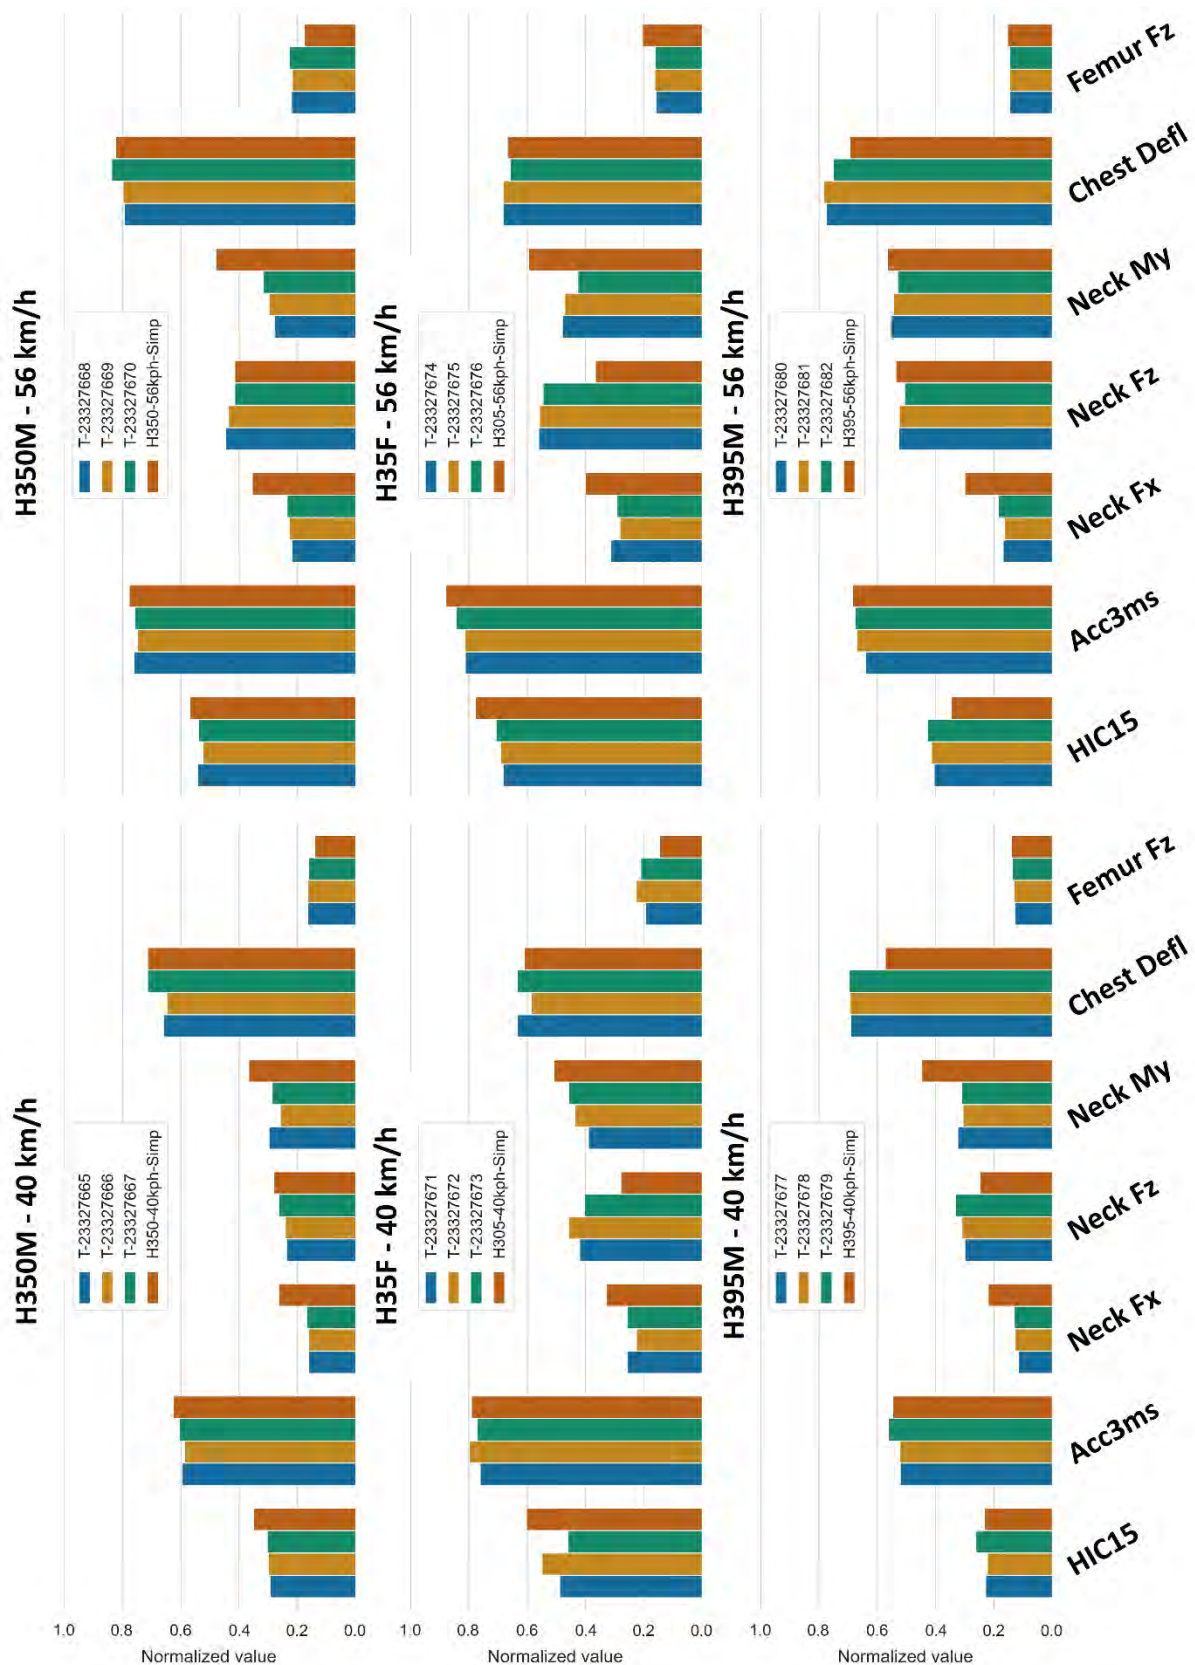 H350M - 40 km/h
T-23327665
T-23327666
T-23327667
H350-40kph-Simp
1.0
0.8
0.6
0.4
0.2
0.0
Normalized value
H350M - 56 km/h
T-23327668
T-23327669
T-23327670
H350-56kph-Simp
H35F - 40 km/h
T-23327671
T-23327672
T-23327673
H305-40kph-Simp
1.0
0.8
0.6
0.4
0.2
0.0
Normalized value
H35F - 56 km/h
T-23327674
T-23327675
T-23327676
H305-56kph-Simp
H395M - 40 km/h
T-23327677
T-23327678
T-23327679
H395-40kph-Simp
1.0
0.8
0.6
0.4
0.2
0.0
Normalized value
H395M - 56 km/h
T-23327680
T-23327681
T-23327682
H395-56kph-Simp
HIC15
Acc3ms
Neck Fx
Neck Fz
Neck My
Chest Defl
Femur Fz
HIC15
Acc3ms
Neck Fx
Neck Fz
Neck My
Chest Defl
Femur Fz